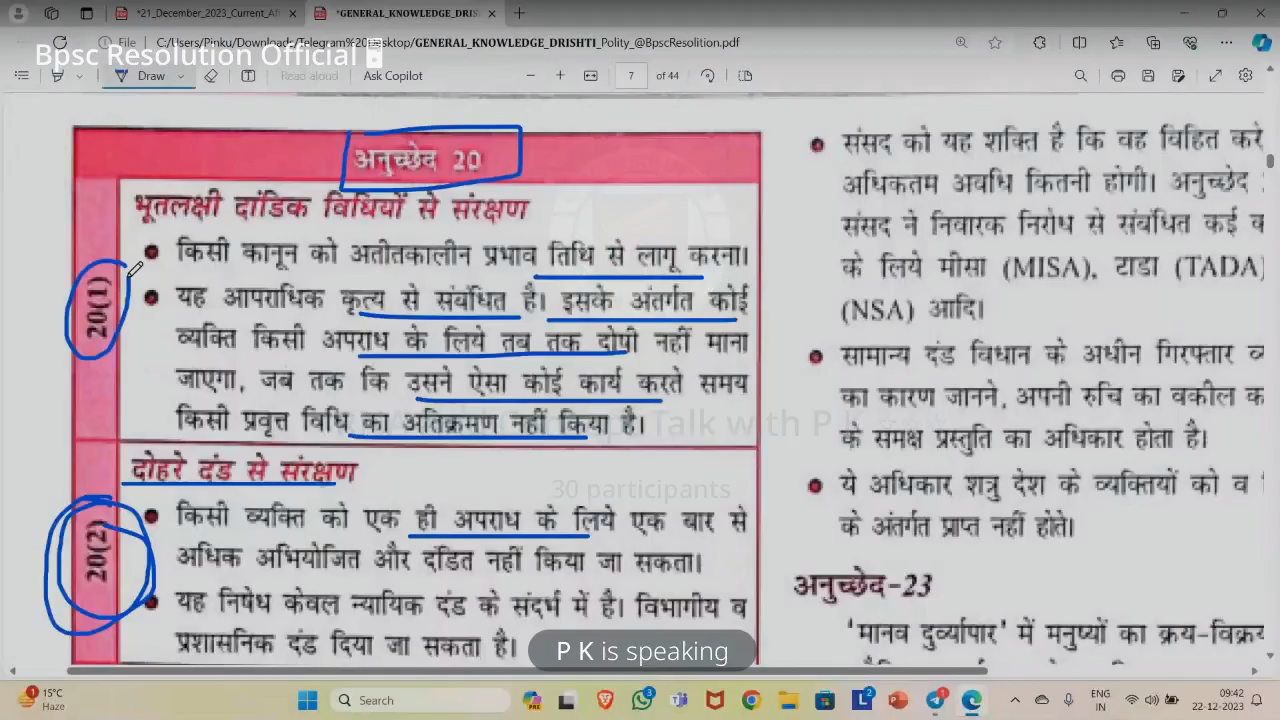 *21_December_2023_Current_Af
*GENERAL_KNOWLEDGE_DRIS
File
C:/Users/Pinku/Downloads/Telegram%20Desktop/GENERAL_KNOWLEDGE_DRISHTI_Polity_@BpscResolition.pdf
Bpsc Resolution Official
Draw
Read aloud
Ask Copilot
7 of 44
अनुच्छेद 20
20(1)
भूतलक्षी दांडिक विधियों से संरक्षण
किसी कानून को अतीतकालीन प्रभाव तिथि से लागू करना।
यह आपराधिक कृत्य से संबंधित है। इसके अंतर्गत कोई
व्यक्ति किसी अपराध के लिये तब तक दोषी नहीं माना
जाएगा, जब तक कि उसने ऐसा कोई कार्य करते समय
किसी प्रवृत्त विधि का अतिक्रमण नहीं किया है।
20(2)
दोहरे दंड से संरक्षण
किसी व्यक्ति को एक ही अपराध के लिये एक बार से
अधिक अभियोजित और दंडित नहीं किया जा सकता।
यह निषेध केवल न्यायिक दंड के संदर्भ में है। विभागीय व
प्रशासनिक दंड दिया जा सकता है।
संसद को यह शक्ति है कि वह विहित करे
अधिकतम अवधि कितनी होगी। अनुच्छेद
संसद ने निवारक निरोध से संबंधित कई
के लिये मीसा (MISA), टाडा (TADA)
(NSA) आदि।
सामान्य दंड विधान के अधीन गिरफ्तार
का कारण जानने, अपनी रुचि का वकील
के समक्ष प्रस्तुति का अधिकार होता है।
ये अधिकार शत्रु देश के व्यक्तियों को व
के अंतर्गत प्राप्त नहीं होते।
अनुच्छेद-23
'मानव दुर्व्यापार' में मनुष्यों का क्रय-विक्रय
Talk with P K
30 participants
P K is speaking
15°C
Haze
Search
ENG
IN
09:42
22-12-2023